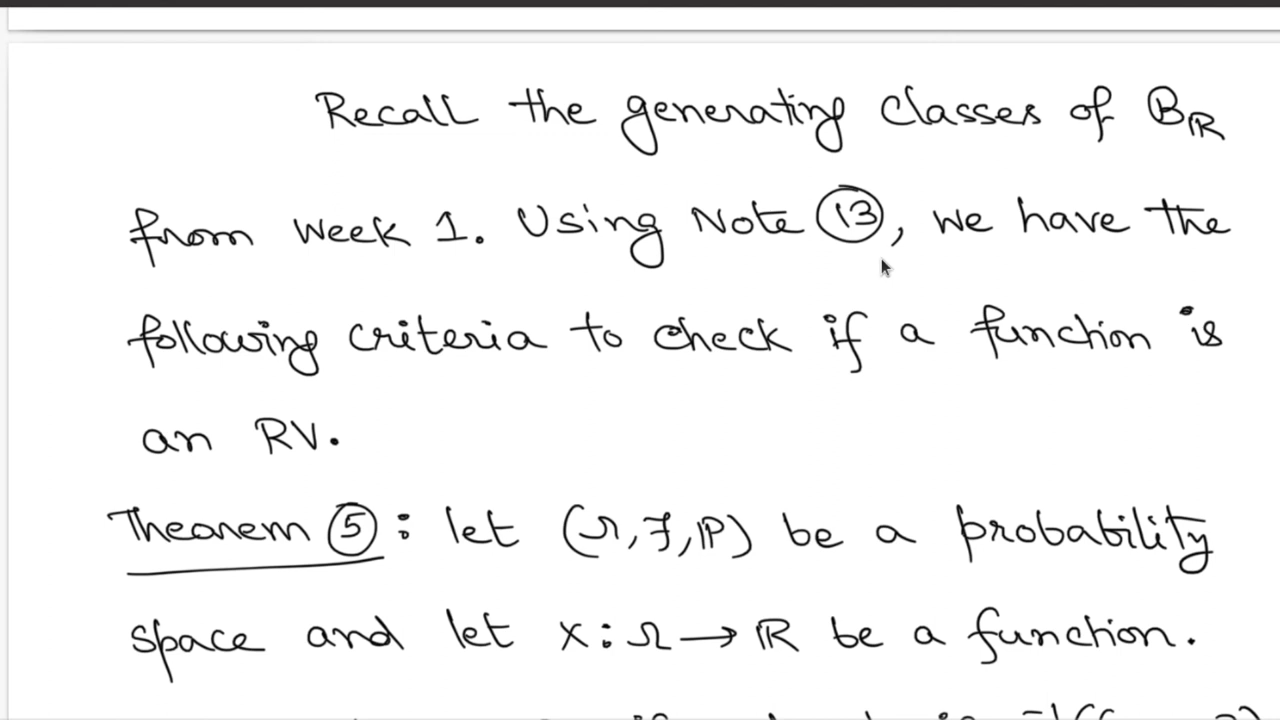 Recall the generating classes of B_ℝ
from week 1. Using Note ⑬, we have the
following criteria to check if a function is
an RV.
Theorem ⑤: let (Ω, ℱ, ℙ) be a probability
space and let X: Ω → ℝ be a function.